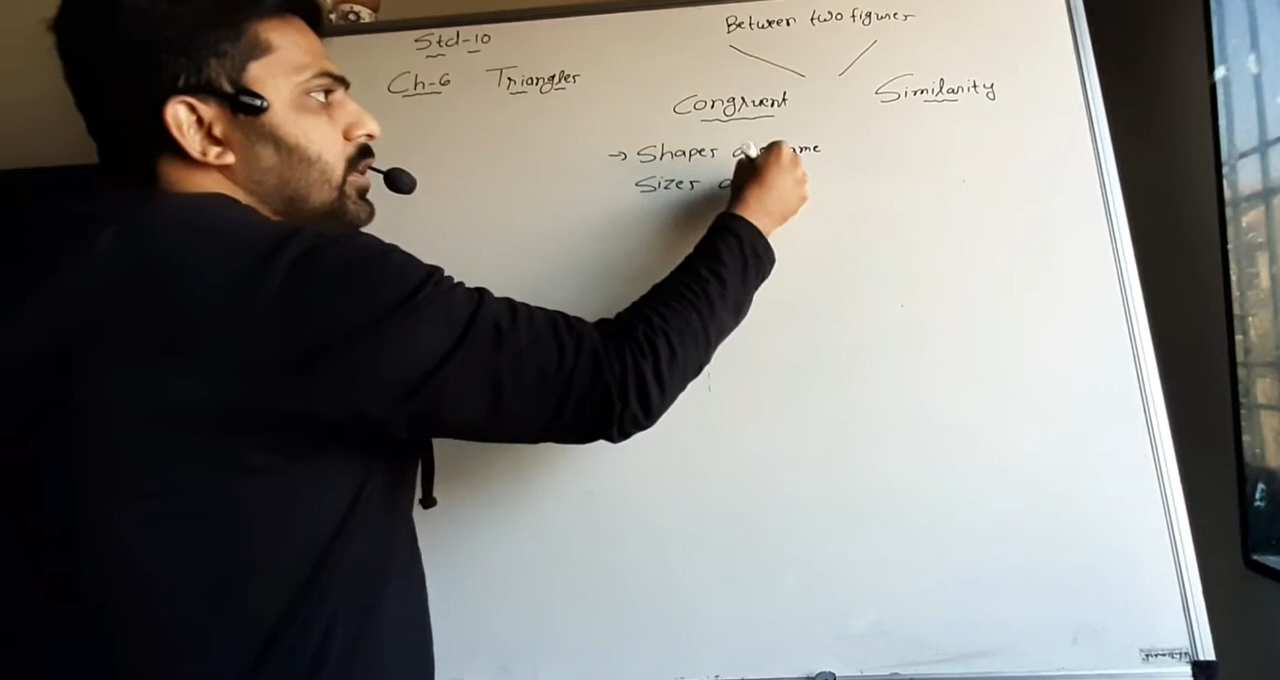 Std-10
Ch-6 Triangles
Between two figures
Congruent
Similarity
→ Shapes
Sizes